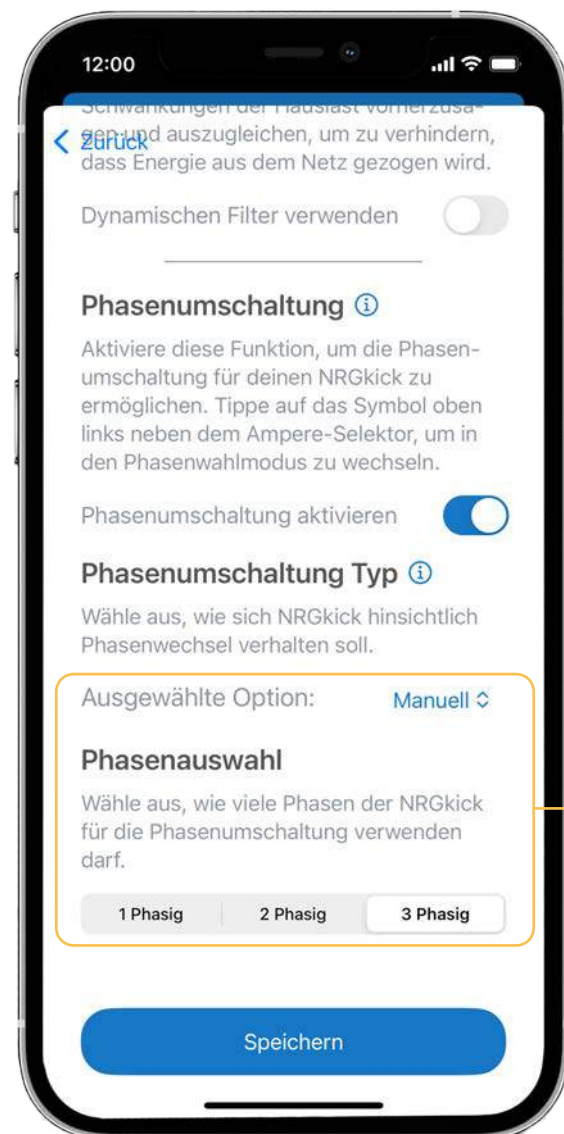 12:00
Schwankungen der Hauslast vorherzusa-
Zurück
gen und auszugleichen, um zu verhindern,
dass Energie aus dem Netz gezogen wird.
Dynamischen Filter verwenden
Phasenumschaltung
Aktiviere diese Funktion, um die Phasen-
umschaltung für deinen NRGkick zu
ermöglichen. Tippe auf das Symbol oben
links neben dem Ampere-Selektor, um in
den Phasenwahlmodus zu wechseln.
Phasenumschaltung aktivieren
Phasenumschaltung Typ
Wähle aus, wie sich NRGkick hinsichtlich
Phasenwechsel verhalten soll.
Ausgewählte Option: Manuell
Phasenauswahl
Wähle aus, wie viele Phasen der NRGkick
für die Phasenumschaltung verwenden
darf.
1 Phasig 2 Phasig 3 Phasig
Speichern